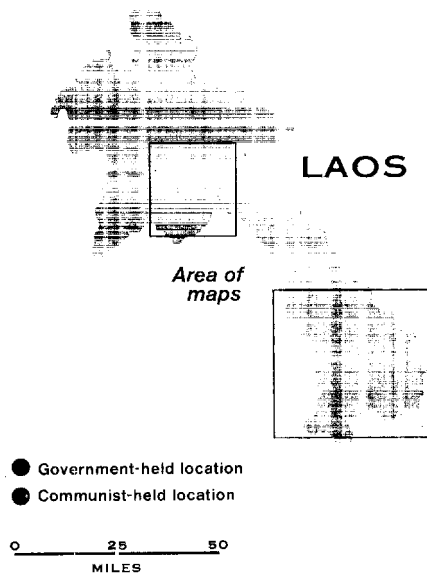 LAOS
Area of
maps
Government-held location
Communist-held location
0 25 50
MILES